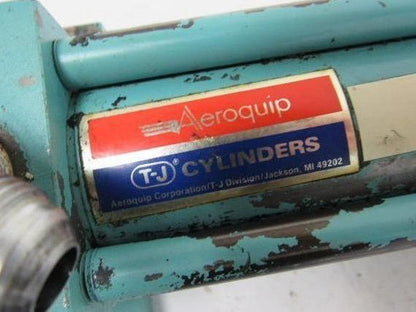 Aeroquip
T-J® CYLINDERS
Aeroquip Corporation/T-J Division/Jackson, MI 49202